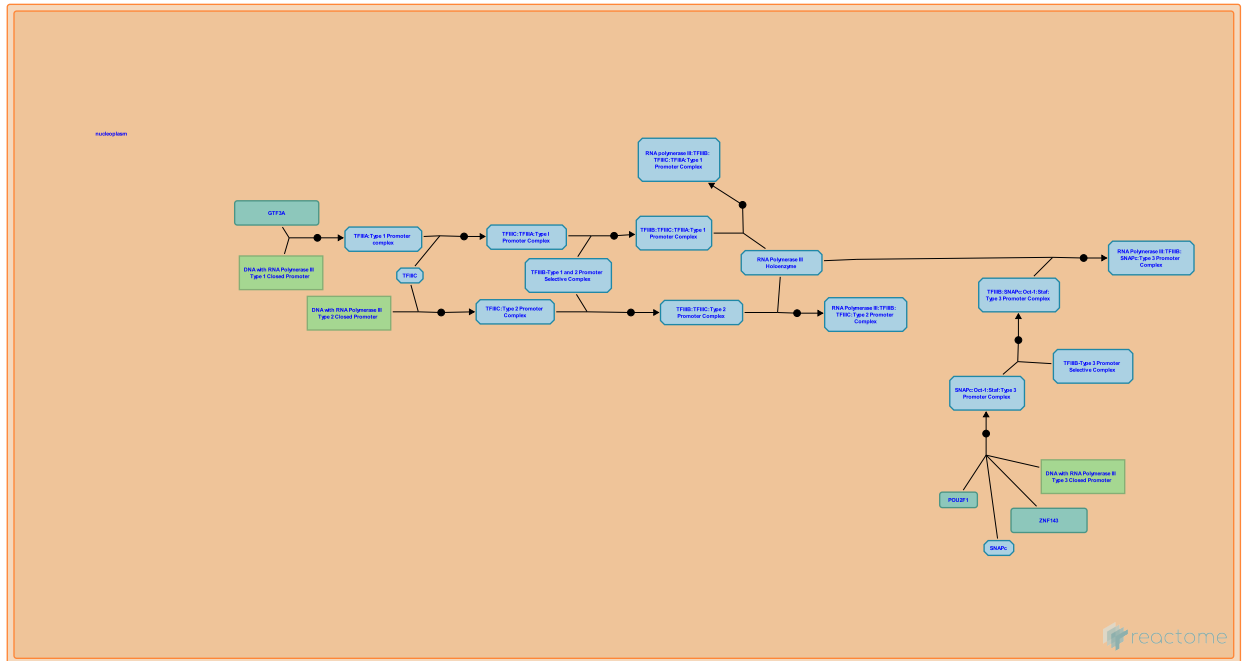 nucleoplasm
RNA polymerase III:TFIIIB:
TFIIIC:TFIIIA:Type 1
Promoter Complex
GTF3A
TFIIIA:Type 1 Promoter
complex
TFIIIC:TFIIIA:Type I
Promoter Complex
TFIIIB:TFIIIC:TFIIIA:Type 1
Promoter Complex
DNA with RNA Polymerase III
Type 1 Closed Promoter
TFIIIC
TFIIIB-Type 1 and 2 Promoter
Selective Complex
RNA Polymerase III
Holoenzyme
RNA Polymerase III:TFIIIB:
SNAPc:Type 3 Promoter
Complex
DNA with RNA Polymerase III
Type 2 Closed Promoter
TFIIIC:Type 2 Promoter
Complex
TFIIIB:TFIIIC:Type 2
Promoter Complex
RNA Polymerase III:TFIIIB:
TFIIIC:Type 2 Promoter
Complex
TFIIIB:SNAPc:Oct-1:Staf:
Type 3 Promoter Complex
TFIIIB-Type 3 Promoter
Selective Complex
SNAPc:Oct-1:Staf:Type 3
Promoter Complex
DNA with RNA Polymerase III
Type 3 Closed Promoter
POU2F1
ZNF143
SNAPc
reactome